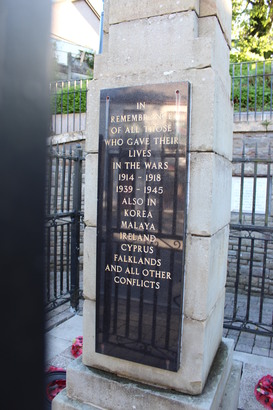 IN
REMEMBRANCE
OF ALL THOSE
WHO GAVE THEIR
LIVES
IN THE WARS
1914 - 1918
1939 - 1945
ALSO IN
KOREA
MALAYA
IRELAND
CYPRUS
FALKLANDS
AND ALL OTHER
CONFLICTS